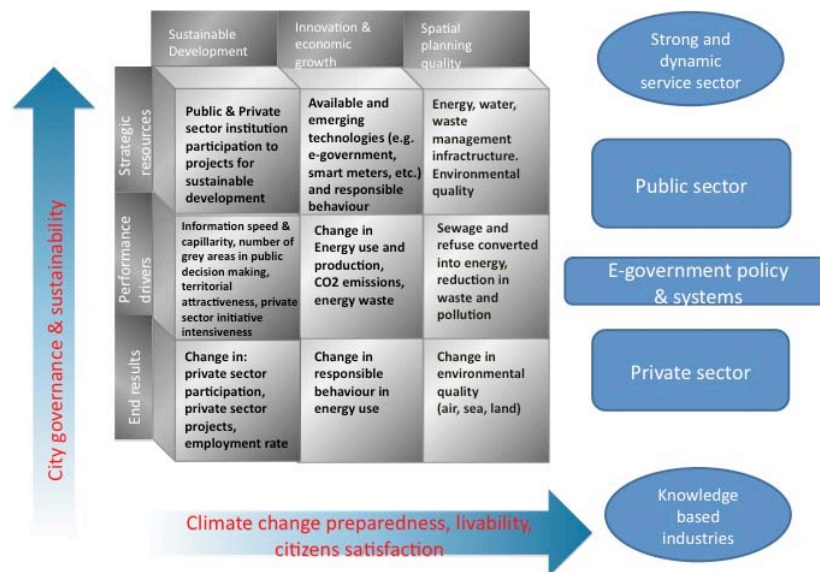 Sustainable
Development
Innovation &
economic
growth
Spatial
planning
quality
Strategic
resources
Public & Private
sector institution
participation to
projects for
sustainable
development
Available and
emerging
technologies (e.g.
e-government,
smart meters, etc.)
and responsible
behaviour
Energy, water,
waste
management
infractructure.
Environmental
quality
Performance
drivers
Information speed &
capillarity, number of
grey areas in public
decision making,
territorial
attractiveness, private
sector initiative
intensiveness
Change in
Energy use and
production,
CO2 emissions,
energy waste
Sewage and
refuse converted
into energy,
reduction in
waste and
pollution
End results
Change in:
private sector
participation,
private sector
projects,
employment rate
Change in
responsible
behaviour in
energy use
Change in
environmental
quality
(air, sea, land)
City governance & sustainability
Climate change preparedness, livability,
citizens satisfaction
Strong and
dynamic
service sector
Public sector
E-government policy
& systems
Private sector
Knowledge
based
industries